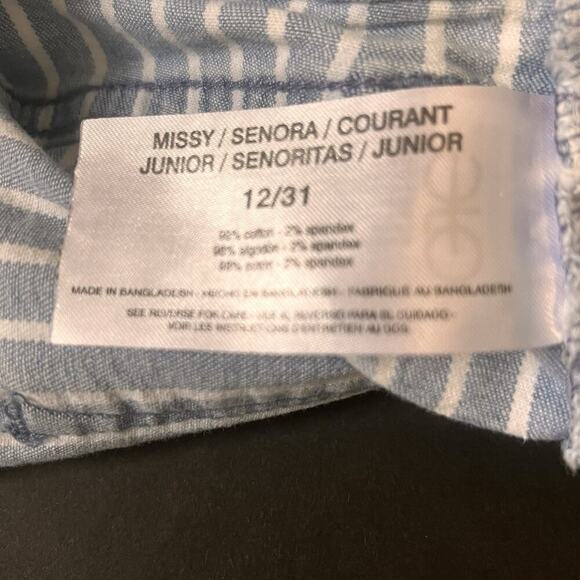 MISSY / SENORA / COURANT
JUNIOR / SENORITAS / JUNIOR
12/31
98% cotton - 2% spandex
98% algodón - 2% spandex
98% coton - 2% spandex
MADE IN BANGLADESH - HECHO EN BANGLADESH - FABRIQUE AU BANGLADESH
SEE REVERSE FOR CARE - VER AL REVERSO PARA EL CUIDADO -
VOIR LES INSTRUCTIONS D'ENTRETIEN AU DOS.